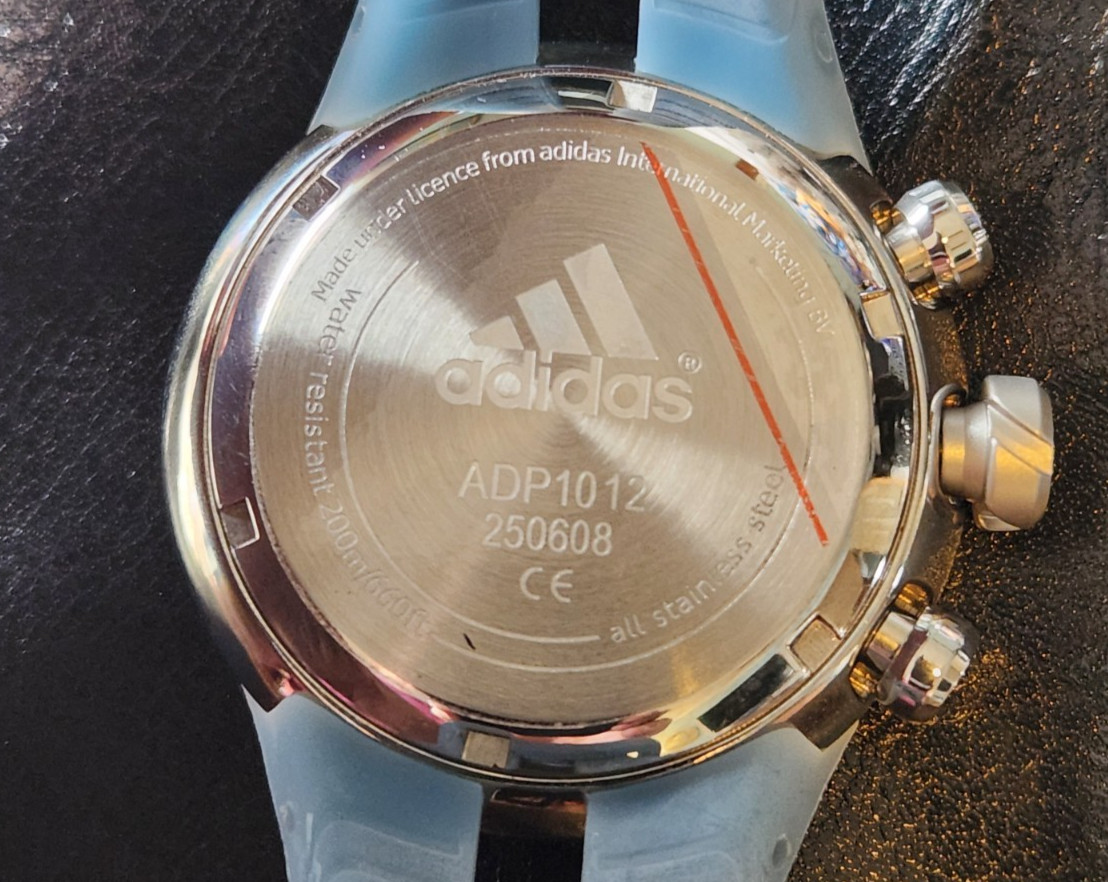 Made under licence from adidas International Marketing BV
adidas®
ADP1012
250608
CE
Water resistant 200m/660ft
all stainless steel